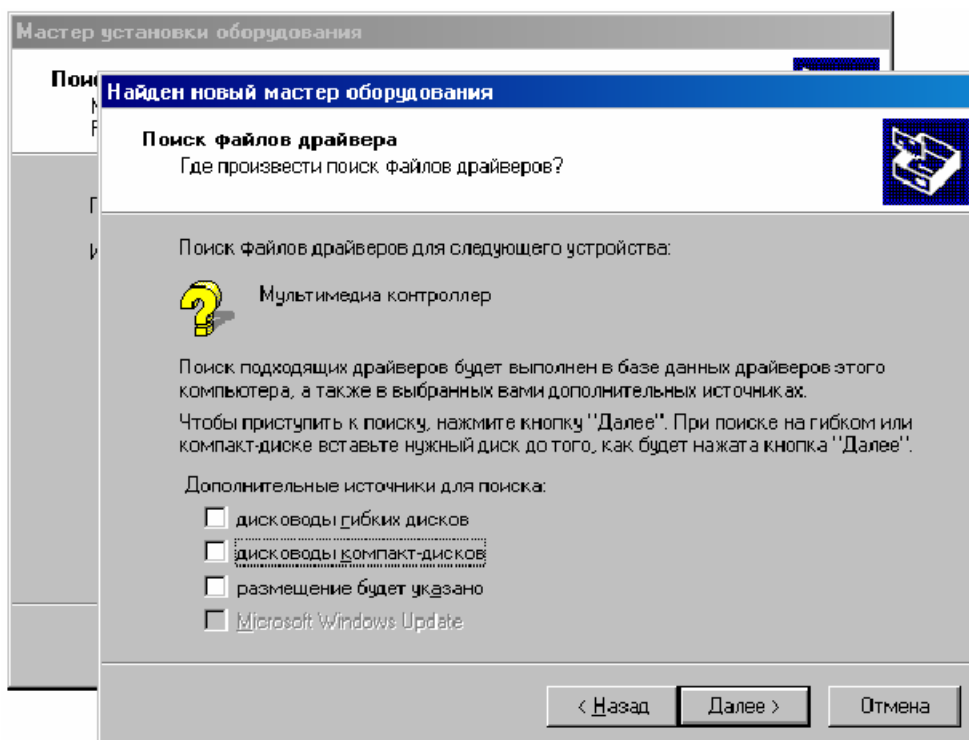 Мастер установки оборудования
Пои
Найден новый мастер оборудования
Поиск файлов драйвера
Где произвести поиск файлов драйверов?
Поиск файлов драйверов для следующего устройства:
Мультимедиа контроллер
Поиск подходящих драйверов будет выполнен в базе данных драйверов этого
компьютера, а также в выбранных вами дополнительных источниках.
Чтобы приступить к поиску, нажмите кнопку "Далее". При поиске на гибком или
компакт-диске вставьте нужный диск до того, как будет нажата кнопка "Далее".
Дополнительные источники для поиска:
дисководы гибких дисков
дисководы компакт-дисков
размещение будет указано
Microsoft Windows Update
< Назад
Далее >
Отмена